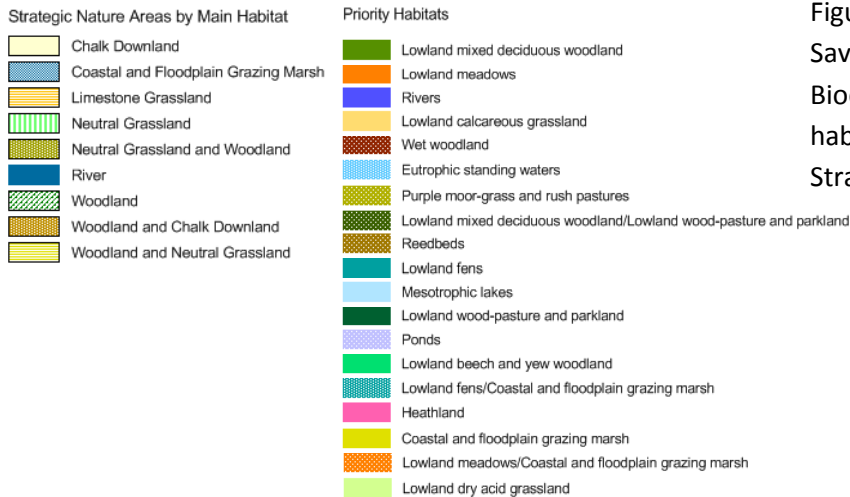 Strategic Nature Areas by Main Habitat
Chalk Downland
Coastal and Floodplain Grazing Marsh
Limestone Grassland
Neutral Grassland
Neutral Grassland and Woodland
River
Woodland
Woodland and Chalk Downland
Woodland and Neutral Grassland
Priority Habitats
Lowland mixed deciduous woodland
Lowland meadows
Rivers
Lowland calcareous grassland
Wet woodland
Eutrophic standing waters
Purple moor-grass and rush pastures
Lowland mixed deciduous woodland/Lowland wood-pasture and parkland
Reedbeds
Lowland fens
Mesotrophic lakes
Lowland wood-pasture and parkland
Ponds
Lowland beech and yew woodland
Lowland fens/Coastal and floodplain grazing marsh
Heathland
Coastal and floodplain grazing marsh
Lowland meadows/Coastal and floodplain grazing marsh
Lowland dry acid grassland